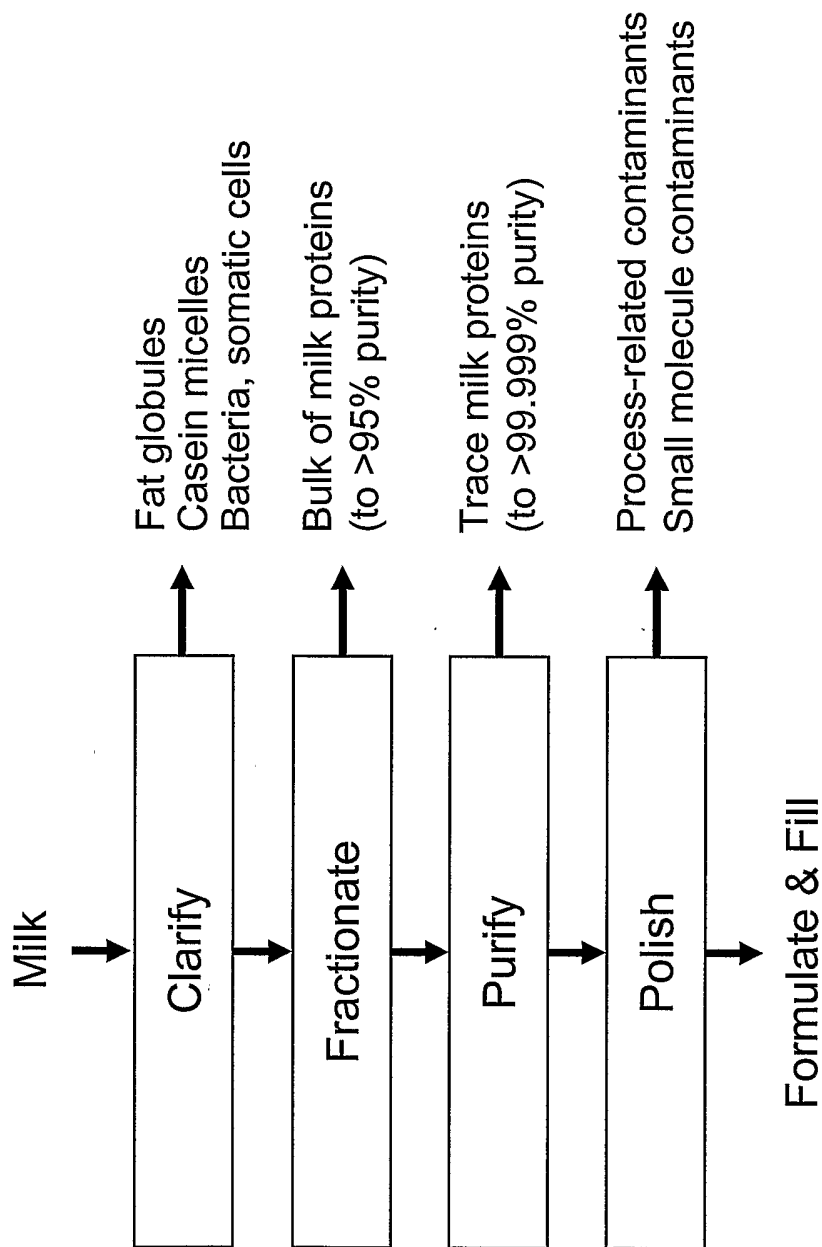 Milk
Clarify
Fat globules
Casein micelles
Bacteria, somatic cells
Fractionate
Bulk of milk proteins
(to >95% purity)
Purify
Trace milk proteins
(to >99.999% purity)
Polish
Process-related contaminants
Small molecule contaminants
Formulate & Fill